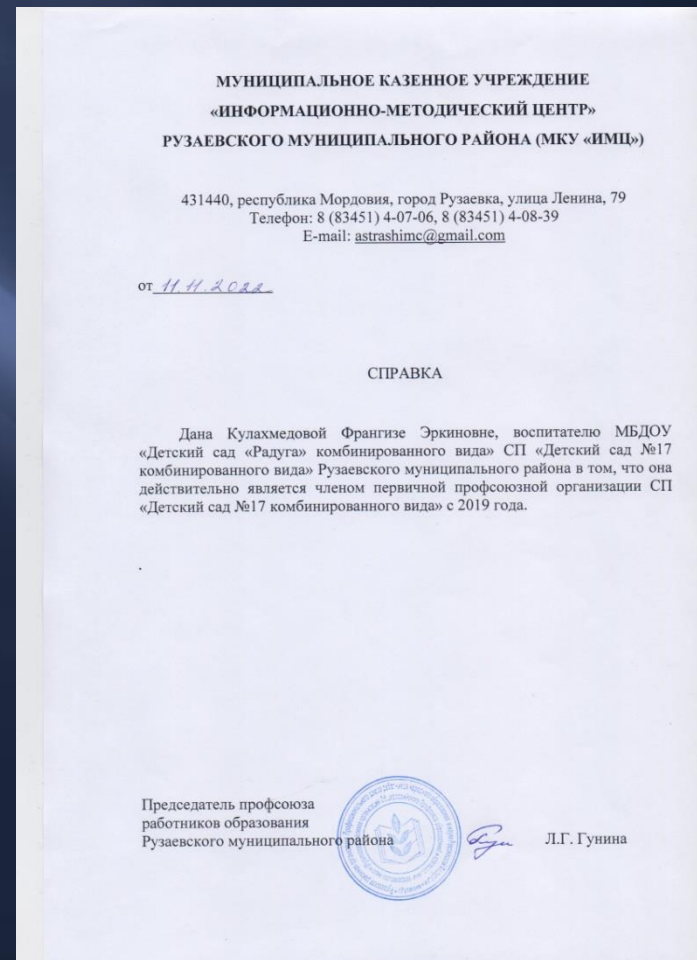 МУНИЦИПАЛЬНОЕ КАЗЕННОЕ УЧРЕЖДЕНИЕ
«ИНФОРМАЦИОННО-МЕТОДИЧЕСКИЙ ЦЕНТР»
РУЗАЕВСКОГО МУНИЦИПАЛЬНОГО РАЙОНА (МКУ «ИМЦ»)
431440, республика Мордовия, город Рузаевка, улица Ленина, 79
Телефон: 8 (83451) 4-07-06, 8 (83451) 4-08-39
E-mail: astrashimc@gmail.com
от 11.11.2022
СПРАВКА
Дана Кулахмедовой Франгизе Эркиновне, воспитателю МБДОУ
«Детский сад «Радуга» комбинированного вида» СП «Детский сад №17
комбинированного вида» Рузаевского муниципального района в том, что она
действительно является членом первичной профсоюзной организации СП
«Детский сад №17 комбинированного вида» с 2019 года.
.
Председатель профсоюза
работников образования
Рузаевского муниципального района Л.Г. Гунина